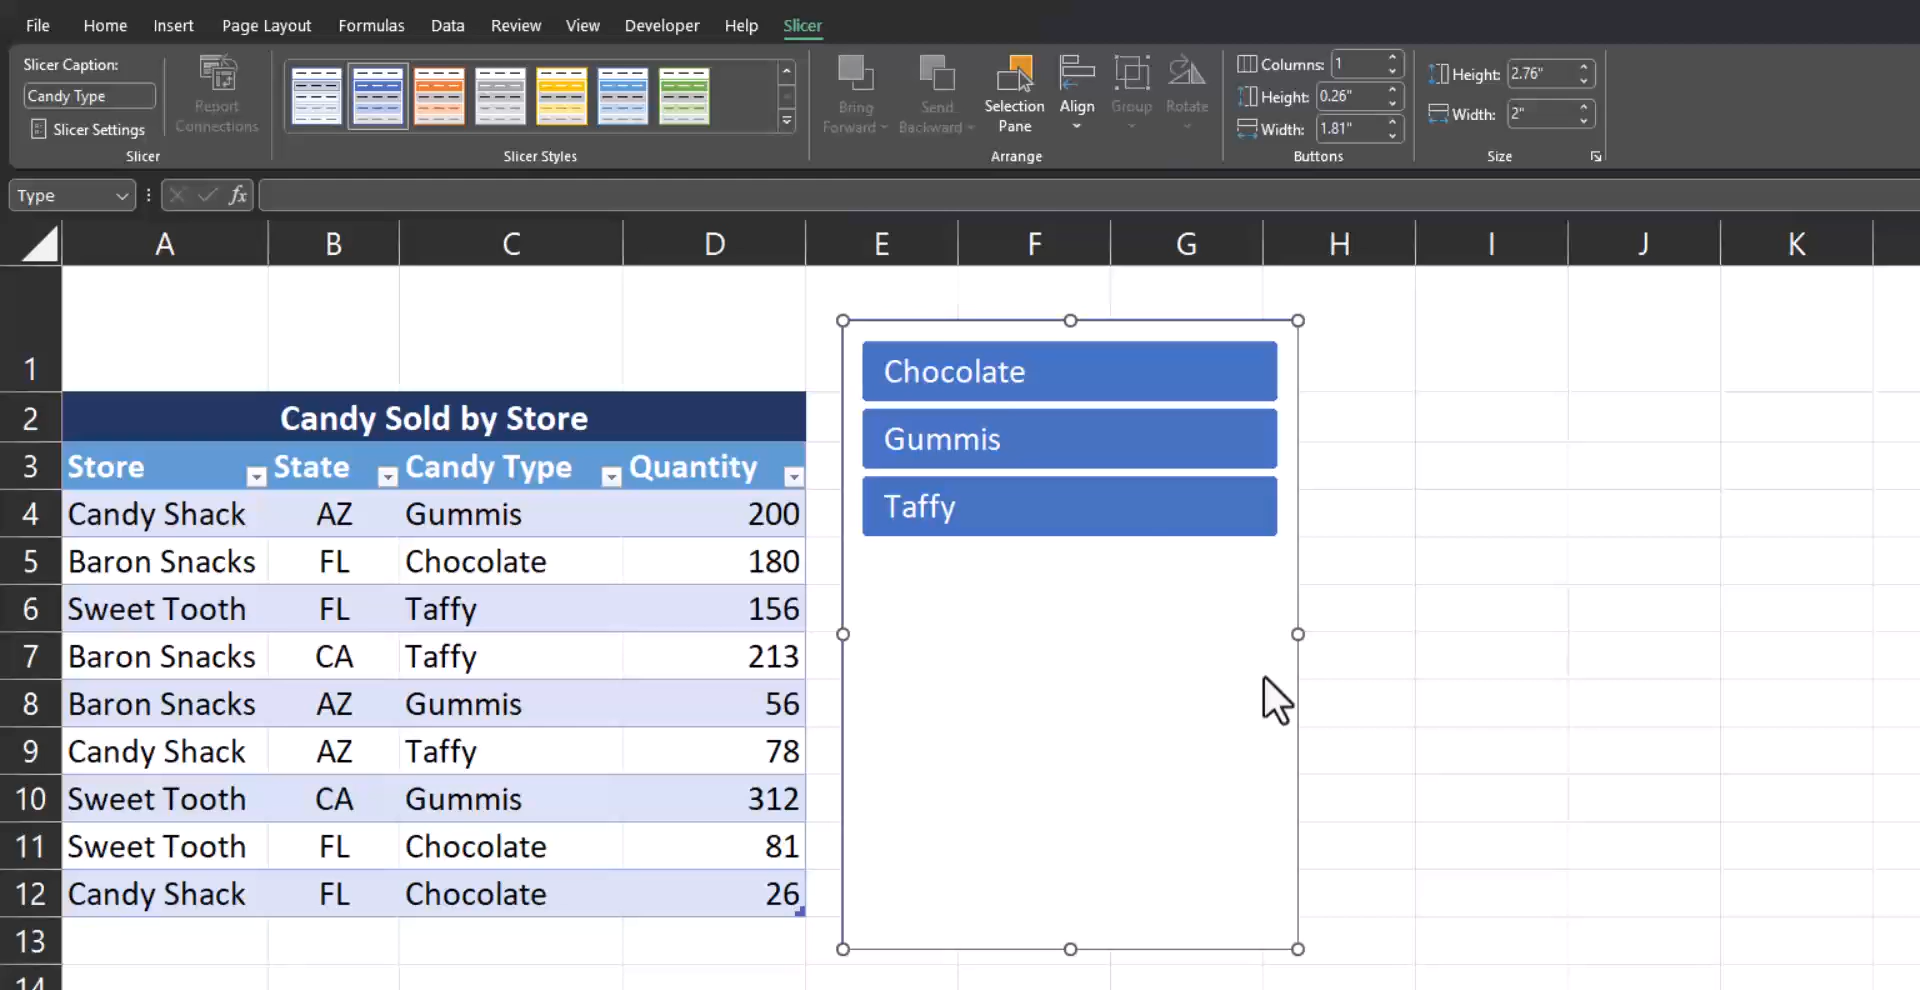 File Home Insert Page Layout Formulas Data Review View Developer Help Slicer
Slicer Caption:
Candy Type
Slicer Settings
Report
Connections
Slicer
Slicer Styles
Bring
Forward
Send
Backward
Selection
Pane
Align
Group
Rotate
Arrange
Columns: 1
Height: 0.26"
Width: 1.81"
Buttons
Height: 2.76"
Width: 2"
Size
Type fx
A B C D E F G H I J K
1
2 Candy Sold by Store
3 Store State Candy Type Quantity
4 Candy Shack AZ Gummis 200
5 Baron Snacks FL Chocolate 180
6 Sweet Tooth FL Taffy 156
7 Baron Snacks CA Taffy 213
8 Baron Snacks AZ Gummis 56
9 Candy Shack AZ Taffy 78
10 Sweet Tooth CA Gummis 312
11 Sweet Tooth FL Chocolate 81
12 Candy Shack FL Chocolate 26
13
14
Chocolate
Gummis
Taffy